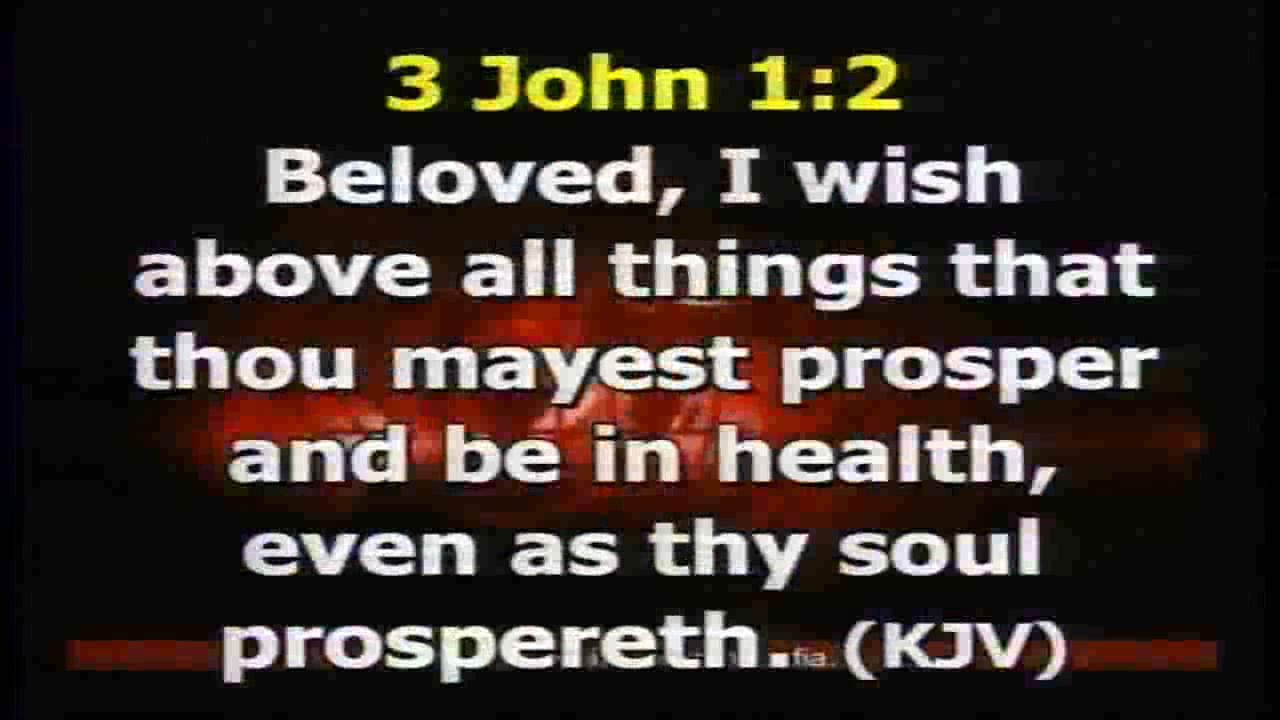 3 John 1:2
Beloved, I wish
above all things that
thou mayest prosper
and be in health,
even as thy soul
prospereth. (KJV)